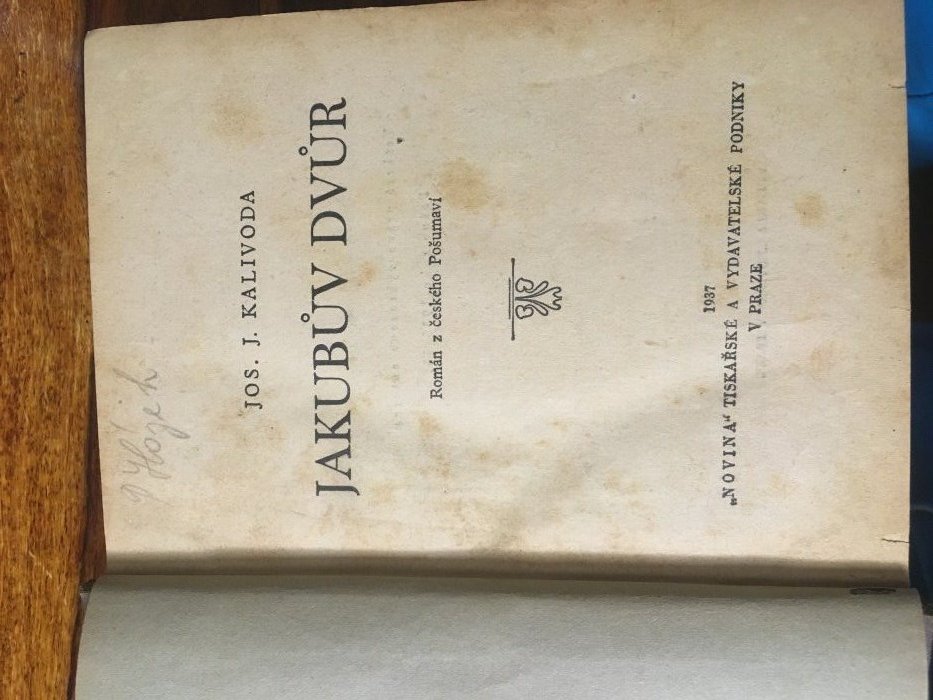 JOS. J. KALIVODA
JAKUBŮV DVŮR
Román z českého Pošumaví
1937
„NOVINA“ TISKAŘSKÉ A VYDAVATELSKÉ PODNIKY
V PRAZE